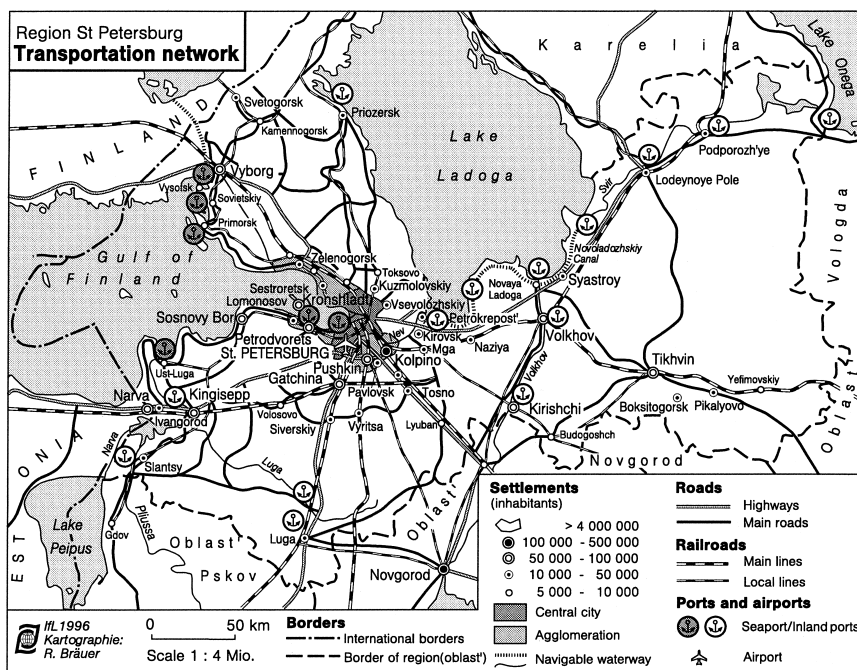 Region St Petersburg
Transportation network
Karelia
Lake Onega
Svetogorsk
Priozersk
Kamennogorsk
FINLAND
Lake
Ladoga
Podporozh'ye
Vyborg
Lodeynoye Pole
Vysotsk
Sovietskiy
Svir
Primorsk
Vologda
Gulf of
Finland
Zelenogorsk
Novoladozhskiy
Canal
Toksovo
Kuzmolovskiy
Novaya
Ladoga
Syastroy
Sestroretsk
Kronshtadt
Lomonosov
Vsevolozhskiy
Petrokrepost'
Sosnovy Bor
Nev
Volkhov
Petrodvorets
Kirovsk
St. PETERSBURG
Mga
Naziya
Pushkin
Kolpino
Volkhov
Tikhvin
Ust-Luga
Gatchina
Yefimovskiy
Pavlovsk
Tosno
Narva
Kingisepp
Boksitogorsk
Pikalyovo
Oblast
Ivangorod
Volosovo
Kirishchi
Siverskiy
Vyritsa
Lyuban
Budogoshch
Narva
Slantsy
Luga
Novgorod
Oblast
ESTONIA
Lake
Peipus
Pliussa
Gdov
Luga
Oblast
Pskov
Novgorod
Settlements
(inhabitants)
> 4 000 000
100 000 - 500 000
50 000 - 100 000
10 000 - 50 000
5 000 - 10 000
Central city
Agglomeration
Navigable waterway
Roads
Highways
Main roads
Railroads
Main lines
Local lines
Ports and airports
Seaport/Inland ports
Airport
IfL1996
Kartographie:
R. Bräuer
0 50 km
Scale 1 : 4 Mio.
Borders
International borders
Border of region(oblast')